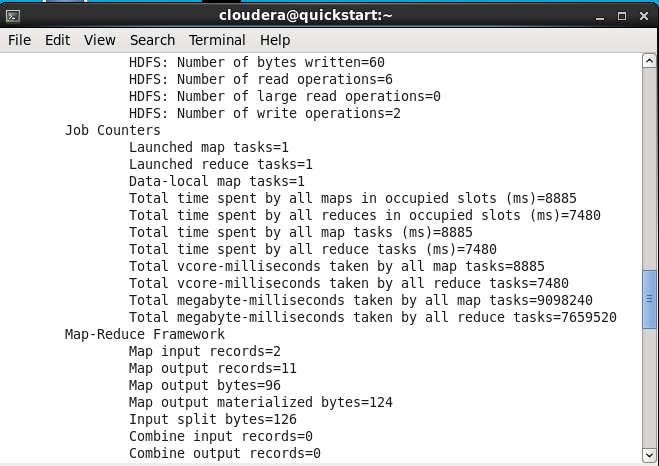 cloudera@quickstart:~
File Edit View Search Terminal Help
HDFS: Number of bytes written=60
HDFS: Number of read operations=6
HDFS: Number of large read operations=0
HDFS: Number of write operations=2
Job Counters
Launched map tasks=1
Launched reduce tasks=1
Data-local map tasks=1
Total time spent by all maps in occupied slots (ms)=8885
Total time spent by all reduces in occupied slots (ms)=7480
Total time spent by all map tasks (ms)=8885
Total time spent by all reduce tasks (ms)=7480
Total vcore-milliseconds taken by all map tasks=8885
Total vcore-milliseconds taken by all reduce tasks=7480
Total megabyte-milliseconds taken by all map tasks=9098240
Total megabyte-milliseconds taken by all reduce tasks=7659520
Map-Reduce Framework
Map input records=2
Map output records=11
Map output bytes=96
Map output materialized bytes=124
Input split bytes=126
Combine input records=0
Combine output records=0